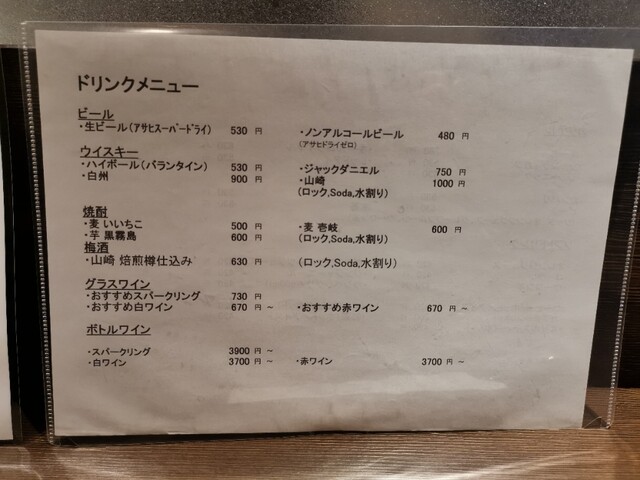 ドリンクメニュー
ビール
・生ビール(アサヒスーパードライ) 530 円 ・ノンアルコールビール 480 円
(アサヒドライゼロ)
ウイスキー
・ハイボール(バランタイン) 530 円 ・ジャックダニエル 750 円
・白州 900 円 ・山崎 1000 円
(ロック,Soda,水割り)
焼酎
・麦 いいちこ 500 円 ・麦 壱岐 600 円
・芋 黒霧島 600 円 (ロック,Soda,水割り)
梅酒
・山崎 焙煎樽仕込み 630 円 (ロック,Soda,水割り)
グラスワイン
・おすすめスパークリング 730 円
・おすすめ白ワイン 670 円 ～ ・おすすめ赤ワイン 670 円 ～
ボトルワイン
・スパークリング 3900 円 ～
・白ワイン 3700 円 ～ ・赤ワイン 3700 円 ～